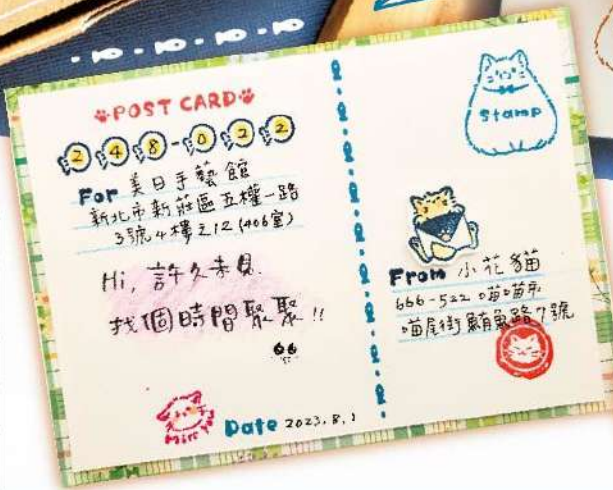 POST CARD
248-022
For 美日手藝館
新北市新莊區五權一路
3號4樓之12(406室)
Hi, 許久未見
找個時間聚聚!!
Date 2023.8.1
stamp
From 小花貓
666-522 喵喵市
喵尾街鮪魚路7號